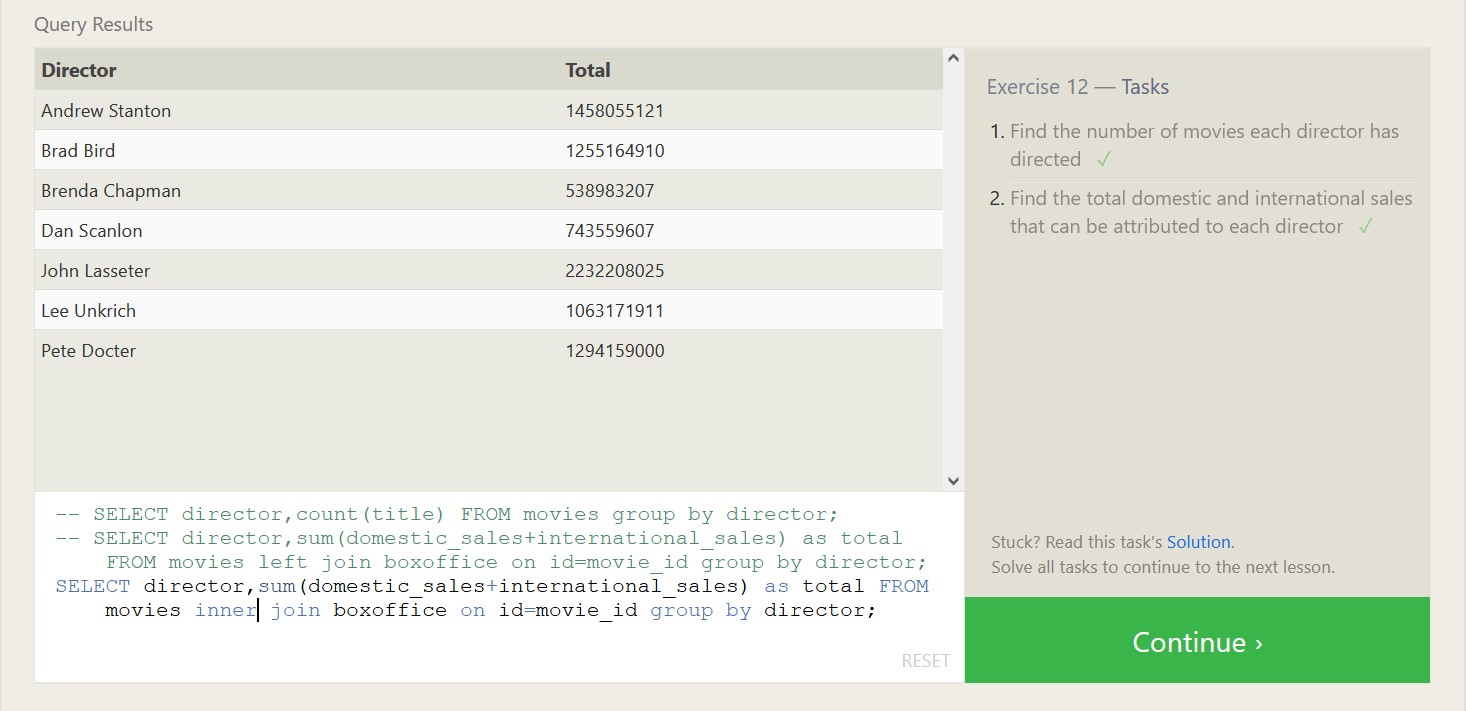 Query Results
Director Total
Andrew Stanton 1458055121
Brad Bird 1255164910
Brenda Chapman 538983207
Dan Scanlon 743559607
John Lasseter 2232208025
Lee Unkrich 1063171911
Pete Docter 1294159000
-- SELECT director,count(title) FROM movies group by director;
-- SELECT director,sum(domestic_sales+international_sales) as total
FROM movies left join boxoffice on id=movie_id group by director;
SELECT director,sum(domestic_sales+international_sales) as total FROM
movies inner join boxoffice on id=movie_id group by director;
RESET
Exercise 12 — Tasks
1. Find the number of movies each director has
directed ✓
2. Find the total domestic and international sales
that can be attributed to each director ✓
Stuck? Read this task's Solution.
Solve all tasks to continue to the next lesson.
Continue ›